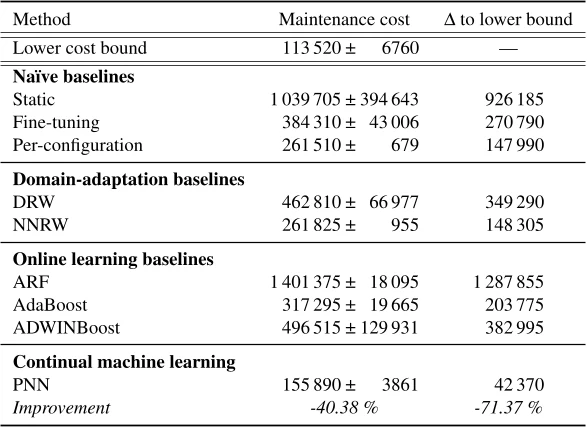 Method Maintenance cost Δ to lower bound
Lower cost bound 113 520 ± 6760 —
Naïve baselines
Static 1 039 705 ± 394 643 926 185
Fine-tuning 384 310 ± 43 006 270 790
Per-configuration 261 510 ± 679 147 990
Domain-adaptation baselines
DRW 462 810 ± 66 977 349 290
NNRW 261 825 ± 955 148 305
Online learning baselines
ARF 1 401 375 ± 18 095 1 287 855
AdaBoost 317 295 ± 19 665 203 775
ADWINBoost 496 515 ± 129 931 382 995
Continual machine learning
PNN 155 890 ± 3861 42 370
Improvement -40.38 % -71.37 %